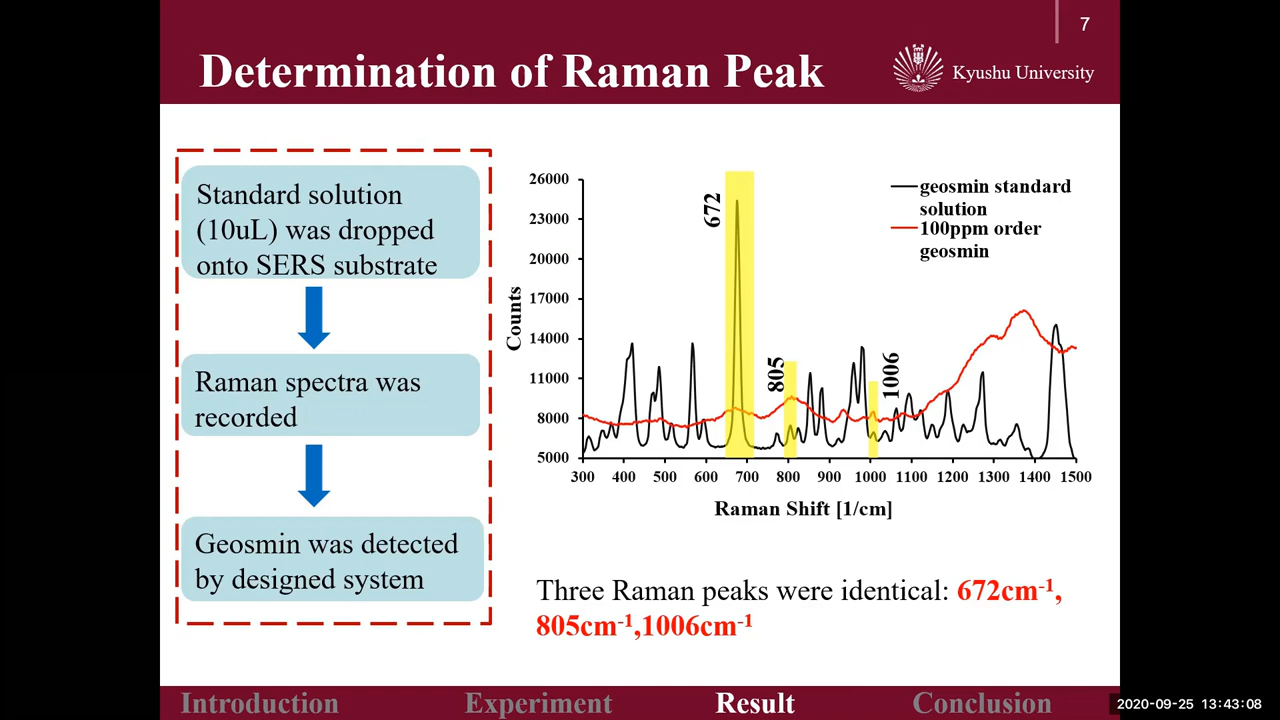 7
Determination of Raman Peak
Kyushu University
Standard solution
(10uL) was dropped
onto SERS substrate
Raman spectra was
recorded
Geosmin was detected
by designed system
26000
23000
20000
17000
14000
11000
8000
5000
Counts
672
805
1006
geosmin standard
solution
100ppm order
geosmin
300 400 500 600 700 800 900 1000 1100 1200 1300 1400 1500
Raman Shift [1/cm]
Three Raman peaks were identical: 672cm⁻¹,
805cm⁻¹,1006cm⁻¹
Introduction Experiment Result Conclusion
2020-09-25 13:43:08